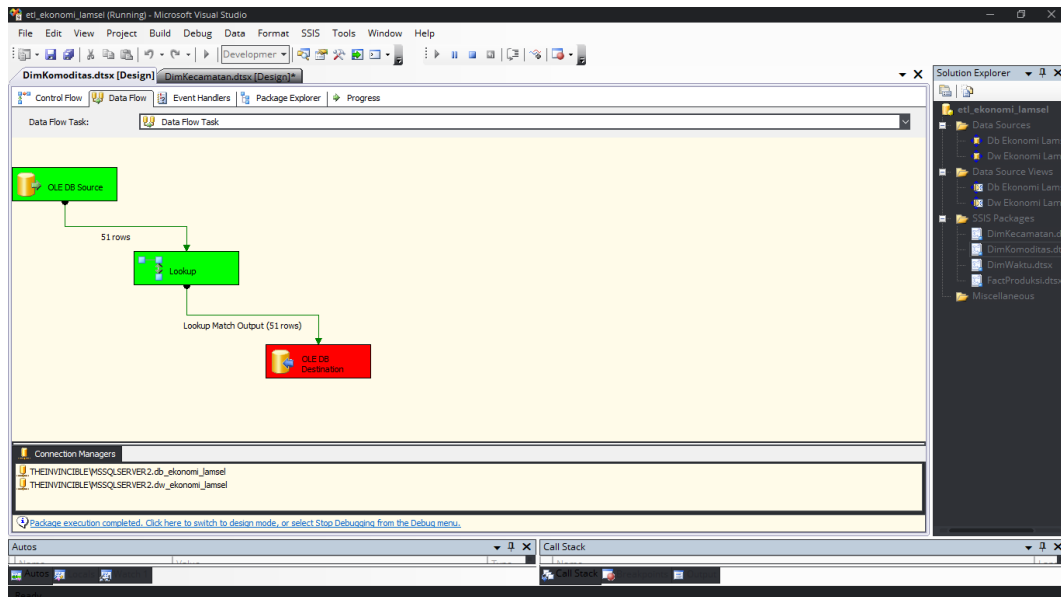 etl_ekonomi_lamsel (Running) - Microsoft Visual Studio
File Edit View Project Build Debug Data Format SSIS Tools Window Help
Developmer
DimKomoditas.dtsx [Design] DimKecamatan.dtsx [Design]*
Control Flow Data Flow Event Handlers Package Explorer Progress
Data Flow Task: Data Flow Task
OLE DB Source
51 rows
Lookup
Lookup Match Output (51 rows)
OLE DB
Destination
Connection Managers
THEINVINCIBLE\MSSQLSERVER2.db_ekonomi_lamsel
THEINVINCIBLE\MSSQLSERVER2.dw_ekonomi_lamsel
Package execution completed. Click here to switch to design mode, or select Stop Debugging from the Debug menu.
Solution Explorer
etl_ekonomi_lamsel
Data Sources
Db Ekonomi Lam
Dw Ekonomi Lam
Data Source Views
Db Ekonomi Lam
Dw Ekonomi Lam
SSIS Packages
DimKecamatan.d
DimKomoditas.dt
DimWaktu.dtsx
FactProduksi.dtsx
Miscellaneous
Autos
Call Stack
Autos
Call Stack
Ready